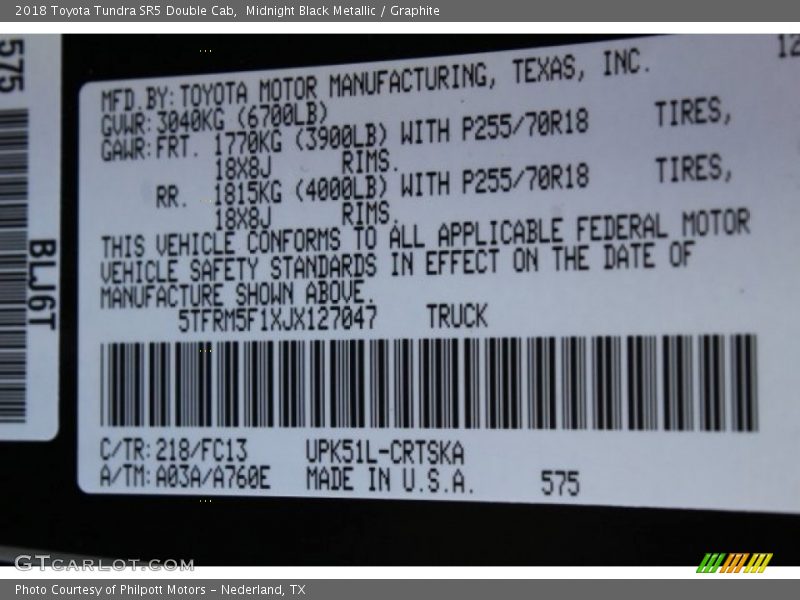 2018 Toyota Tundra SR5 Double Cab,  Midnight Black Metallic / Graphite
575
BLJ6T
12
MFD.BY:TOYOTA MOTOR MANUFACTURING, TEXAS, INC.
GVWR:3040KG (6700LB)
GAWR:FRT. 1770KG (3900LB) WITH P255/70R18 TIRES,
18X8J RIMS.
RR. 1815KG (4000LB) WITH P255/70R18 TIRES,
18X8J RIMS.
THIS VEHICLE CONFORMS TO ALL APPLICABLE FEDERAL MOTOR
VEHICLE SAFETY STANDARDS IN EFFECT ON THE DATE OF
MANUFACTURE SHOWN ABOVE.
5TFRM5F1XJX127047 TRUCK
C/TR:218/FC13 UPK51L-CRTSKA
A/TM:A03A/A760E MADE IN U.S.A. 575
GTCARLOT.COM
Photo Courtesy of Philpott Motors - Nederland, TX